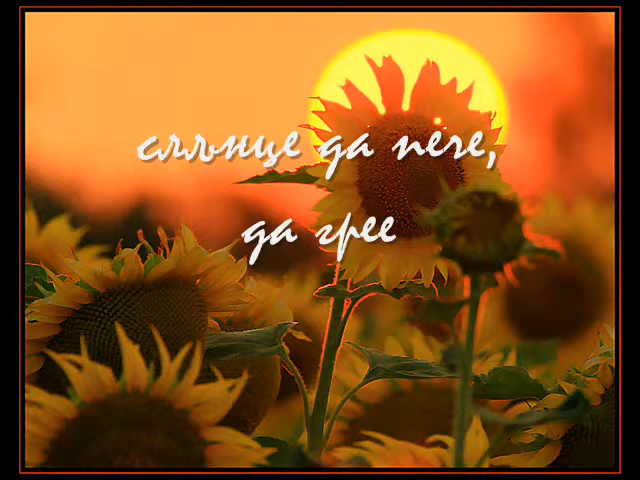 слънце да пече,
да грее